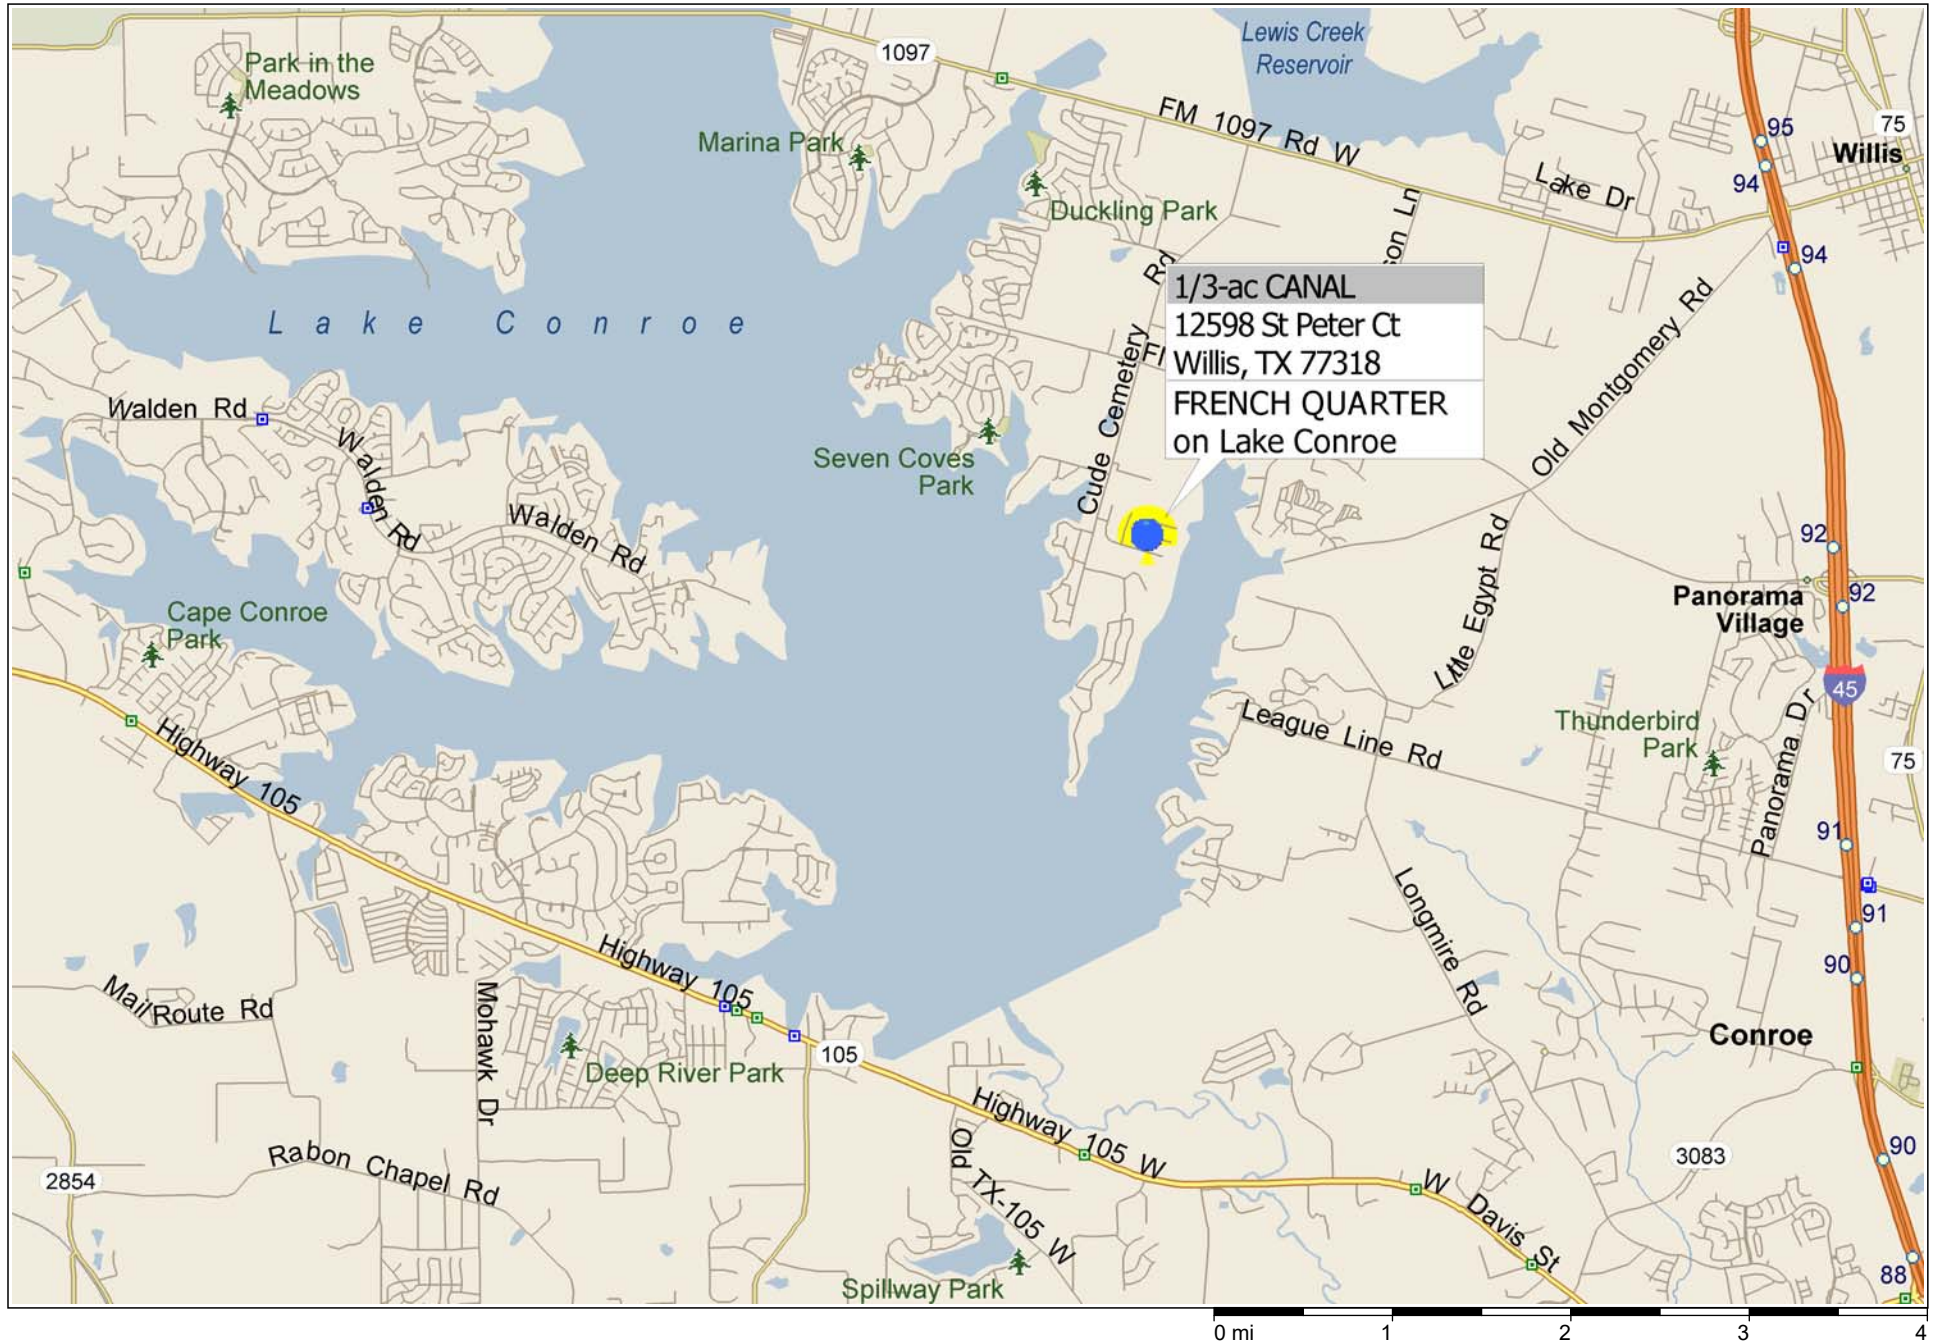 Lewis Creek
Reservoir
1097
Park in the
Meadows
Marina Park
FM 1097 Rd W
95
75
Willis
94
Lake Dr
Duckling Park
son Ln
94
Rd
1/3-ac CANAL
12598 St Peter Ct
Willis, TX 77318
FRENCH QUARTER
on Lake Conroe
Lake Conroe
FI
Cude Cemetery
Old Montgomery Rd
Walden Rd
Walden Rd
Seven Coves
Park
Walden Rd
92
Little Egypt Rd
92
Panorama
Village
Cape Conroe
Park
45
League Line Rd
Thunderbird
Park
Panorama Dr
75
Highway 105
91
Longmire Rd
91
90
Highway 105
Mail Route Rd
Mohawk Dr
Conroe
105
Deep River Park
Highway 105 W
Old TX-105 W
90
3083
2854
Rabon Chapel Rd
W Davis St
88
Spillway Park
0 mi 1 2 3 4